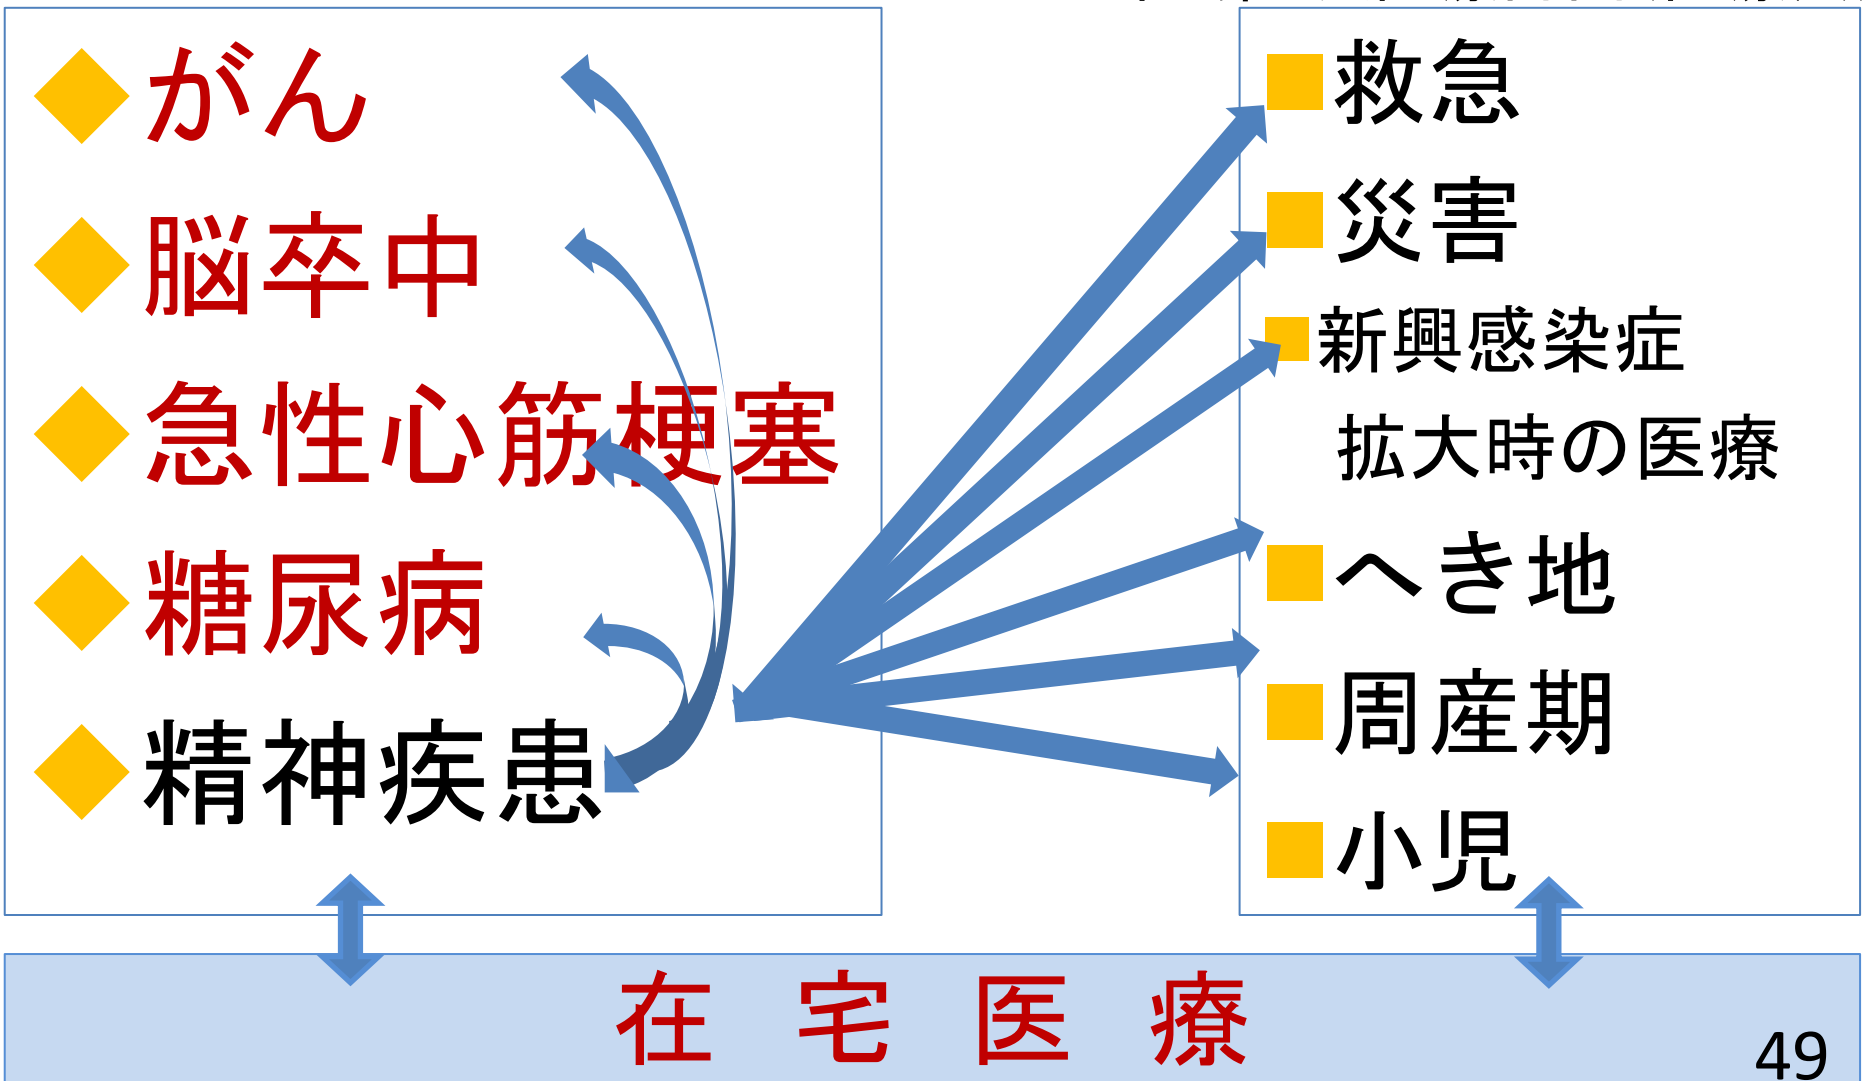 ◆がん
◆脳卒中
◆急性心筋梗塞
◆糖尿病
◆精神疾患
■救急
■災害
■新興感染症
拡大時の医療
■へき地
■周産期
■小児
在 宅 医 療
49